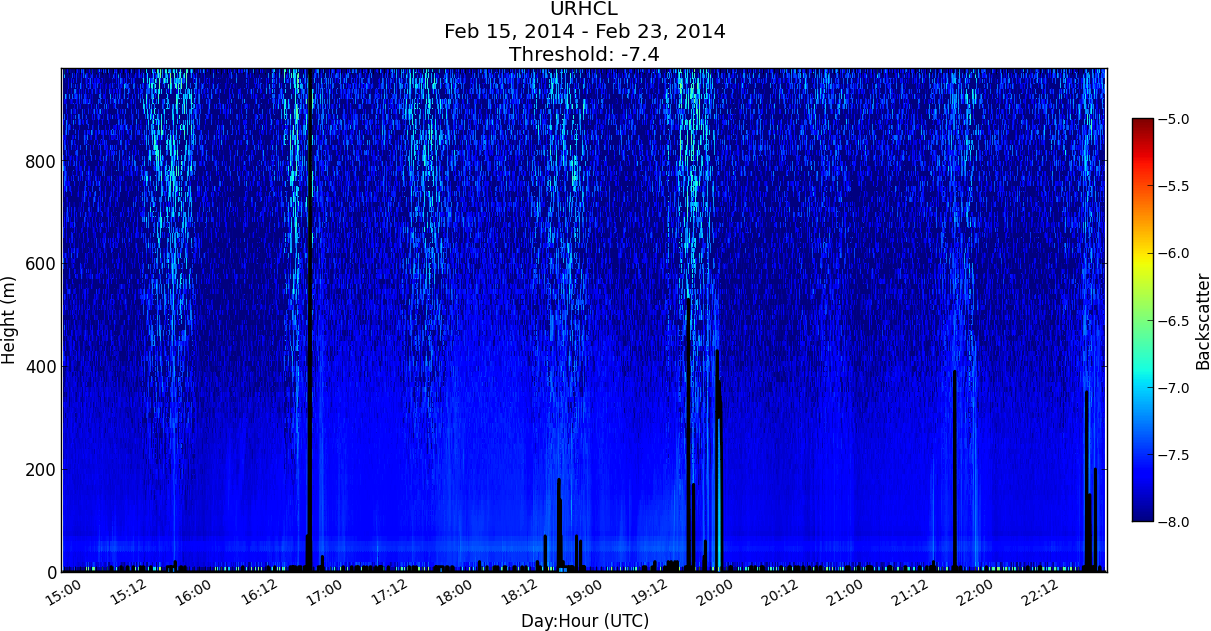 URHCL
Feb 15, 2014 - Feb 23, 2014
Threshold: -7.4
Height (m)
800
600
400
200
0
15:00 15:12 16:00 16:12 17:00 17:12 18:00 18:12 19:00 19:12 20:00 20:12 21:00 21:12 22:00 22:12
Day:Hour (UTC)
−5.0
−5.5
−6.0
−6.5
−7.0
−7.5
−8.0
Backscatter